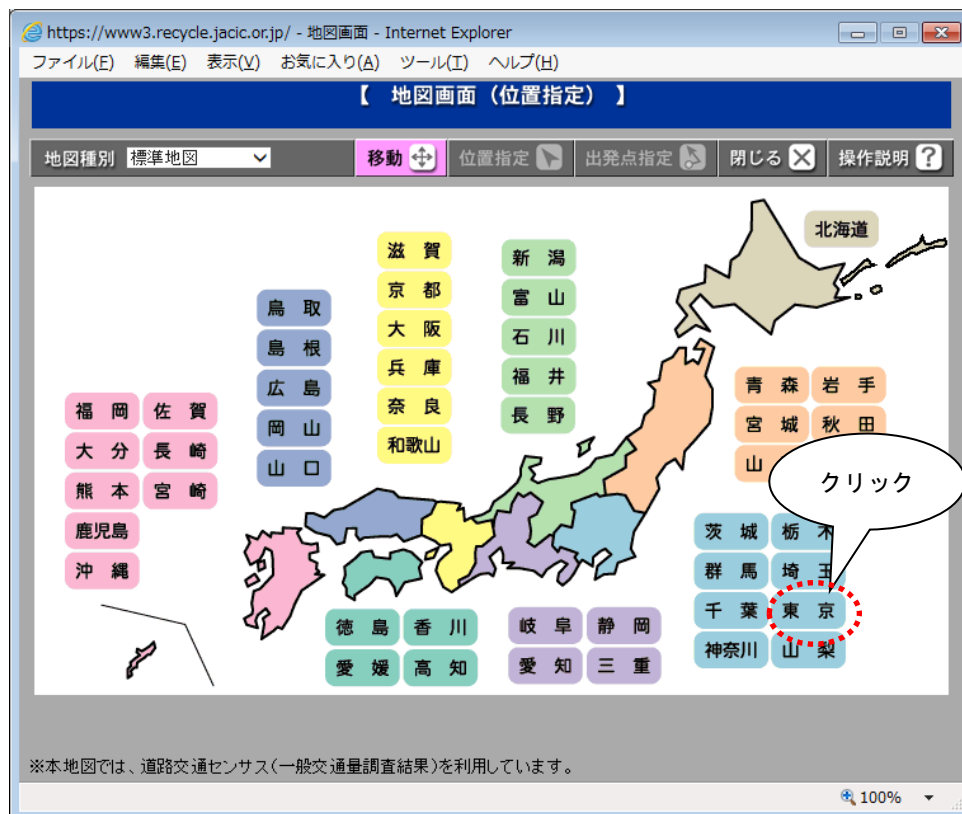 https://www3.recycle.jacic.or.jp/ - 地図画面 - Internet Explorer
ファイル(F) 編集(E) 表示(V) お気に入り(A) ツール(T) ヘルプ(H)
【 地図画面（位置指定） 】
地図種別 標準地図 移動 位置指定 出発点指定 閉じる 操作説明 ?
北海道
滋賀
京都
大阪
兵庫
奈良
和歌山
新潟
富山
石川
福井
長野
鳥取
島根
広島
岡山
山口
青森 岩手
宮城 秋田
山
福岡 佐賀
大分 長崎
熊本 宮崎
鹿児島
沖縄
クリック
茨城 栃木
群馬 埼玉
千葉 東京
神奈川 山梨
徳島 香川
愛媛 高知
岐阜 静岡
愛知 三重
※本地図では、道路交通センサス(一般交通量調査結果)を利用しています。
100%